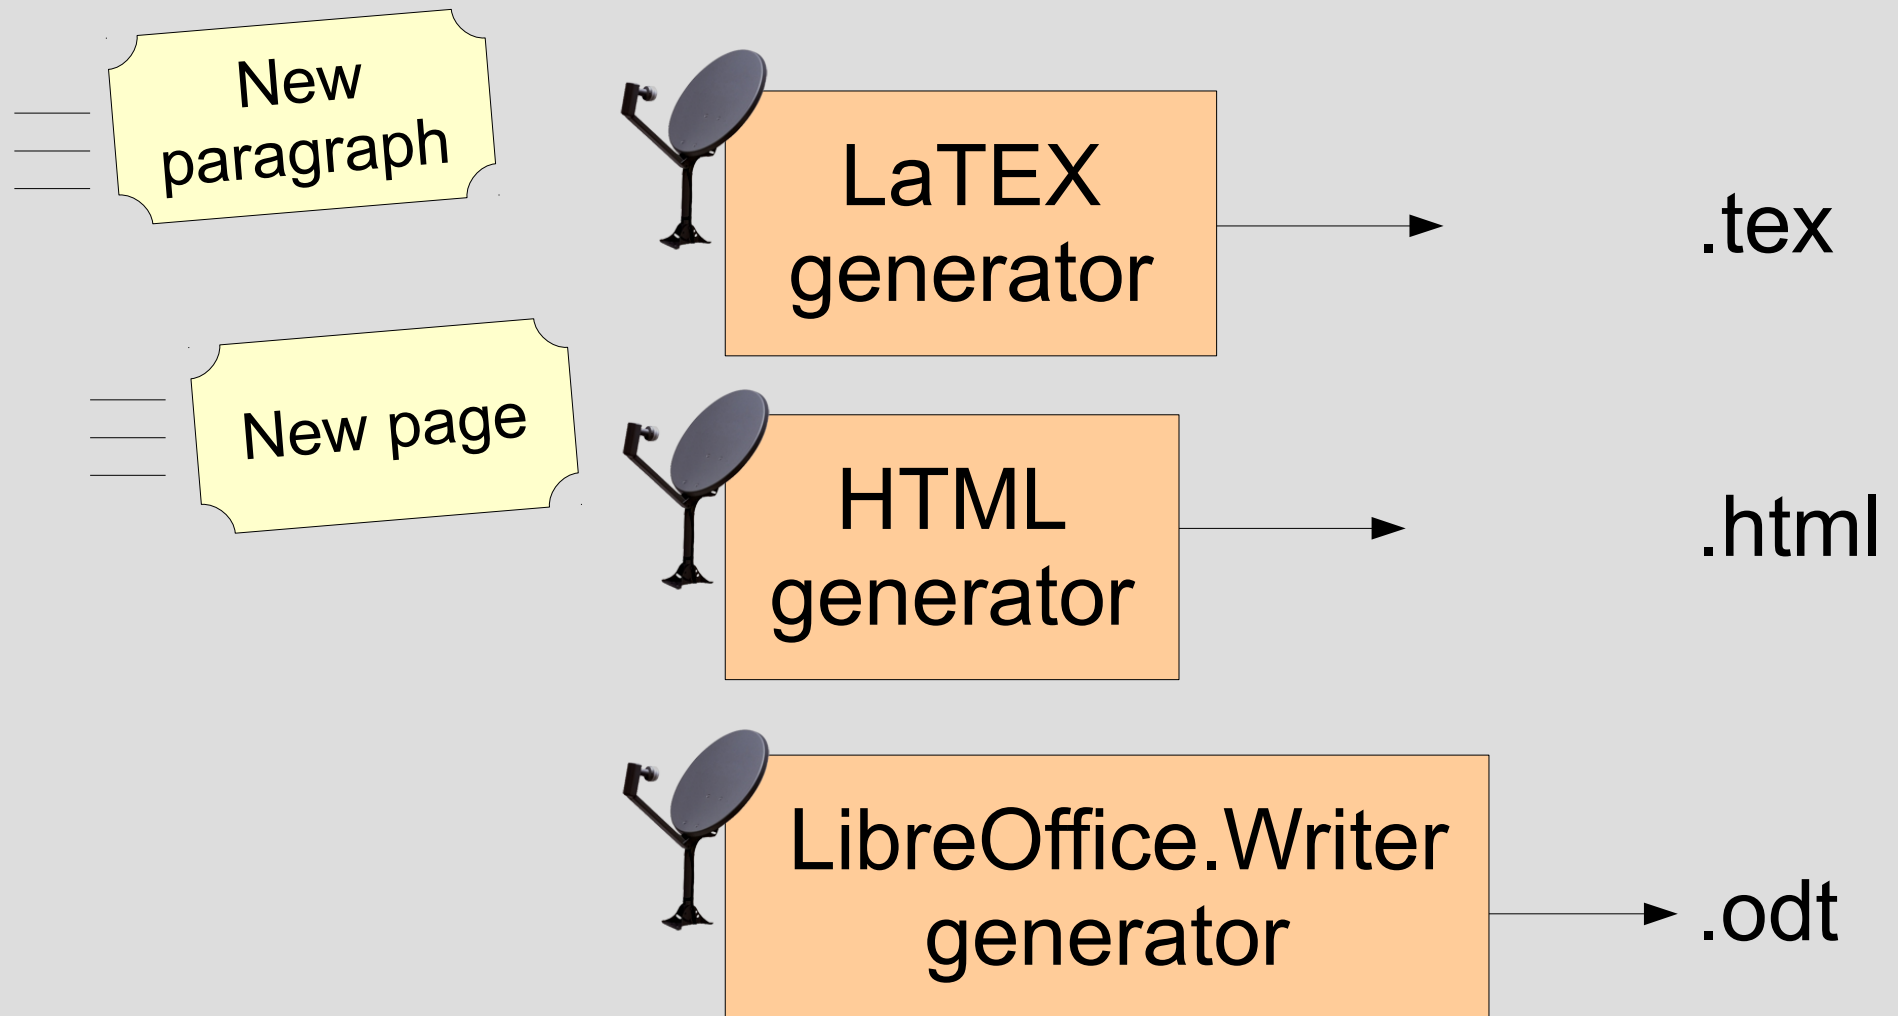 New
paragraph
LaTEX
generator
.tex
New page
HTML
generator
.html
LibreOffice.Writer
generator
.odt